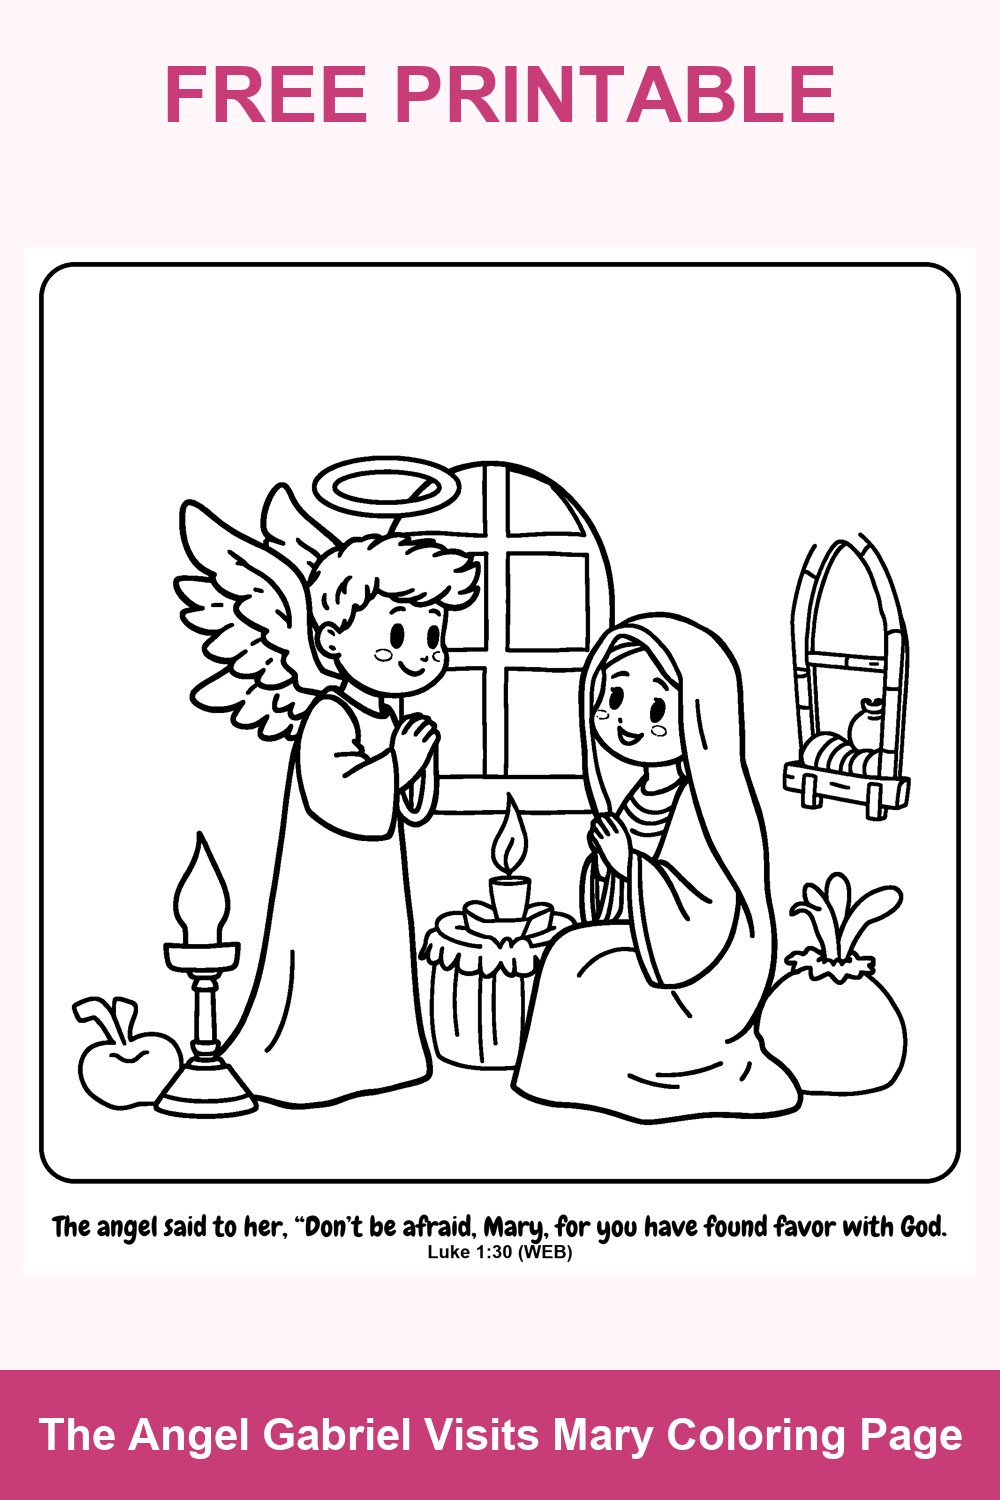 FREE PRINTABLE
The angel said to her, “Don’t be afraid, Mary, for you have found favor with God.
Luke 1:30 (WEB)
The Angel Gabriel Visits Mary Coloring Page